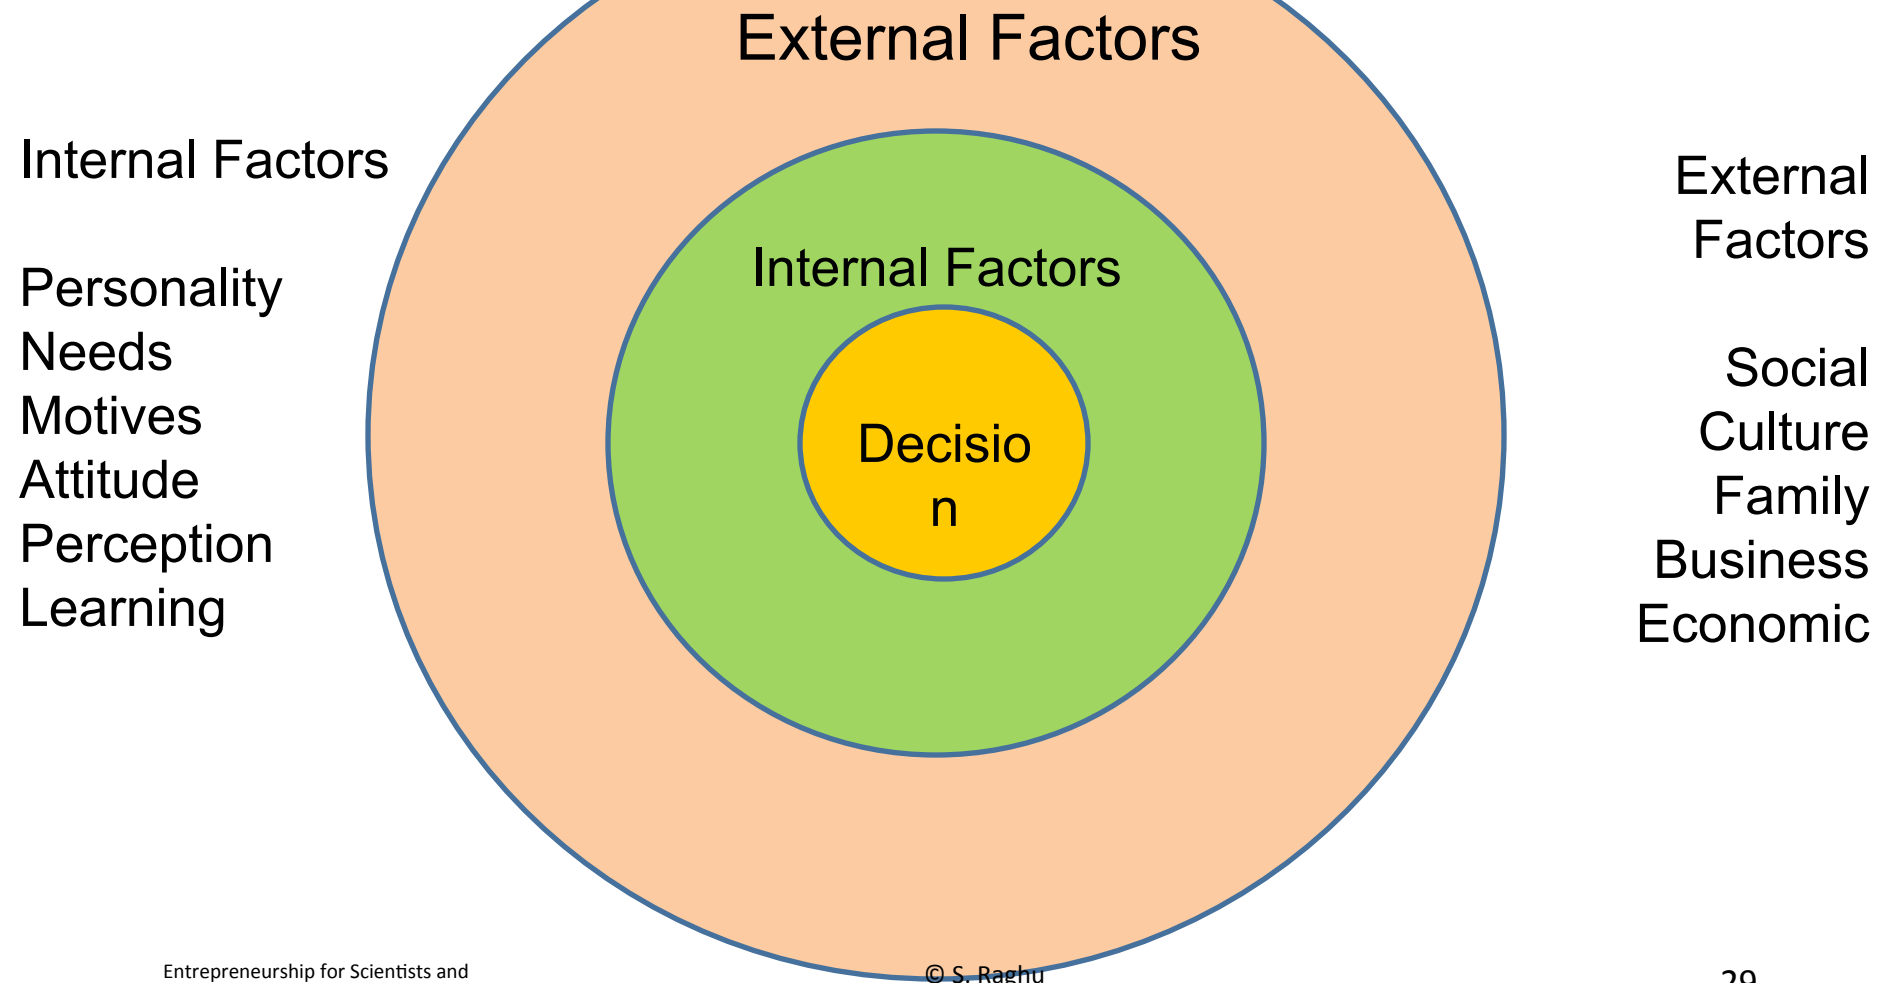 External Factors
Internal Factors
Personality
Needs
Motives
Attitude
Perception
Learning
Internal Factors
Decisio
n
External
Factors
Social
Culture
Family
Business
Economic
Entrepreneurship for Scientists and
© S. Raghu
29